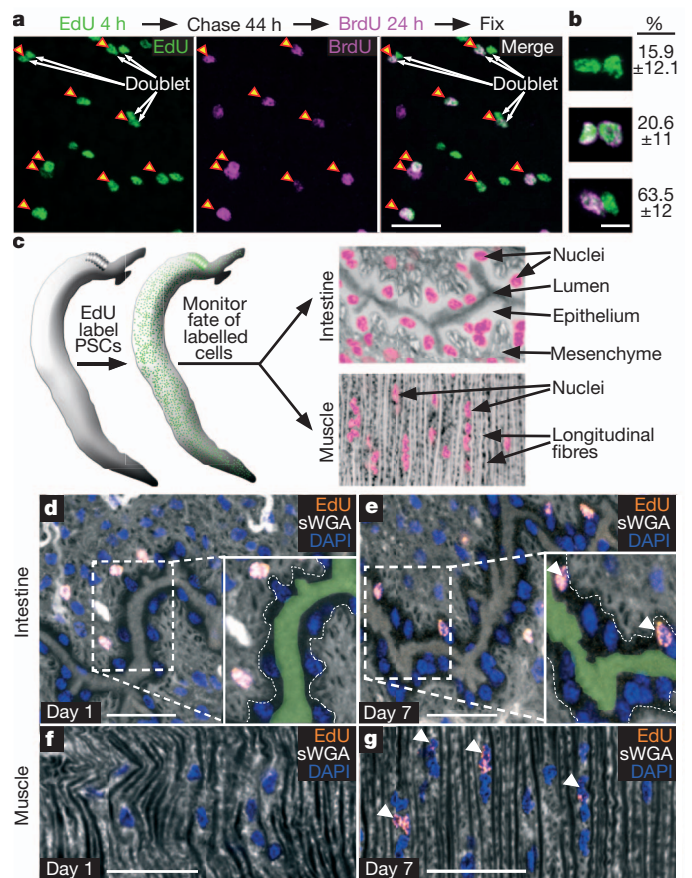 a EdU 4 h Chase 44 h BrdU 24 h Fix
EdU
BrdU
Merge
Doublet
Doublet
b %
15.9
±12.1
20.6
±11
63.5
±12
c
EdU
label
PSCs
Monitor
fate of
labelled
cells
Intestine
Nuclei
Lumen
Epithelium
Mesenchyme
Muscle
Nuclei
Longitudinal
fibres
Intestine
d
EdU
sWGA
DAPI
Day 1
e
EdU
sWGA
DAPI
Day 7
Muscle
f
EdU
sWGA
DAPI
Day 1
g
EdU
sWGA
DAPI
Day 7